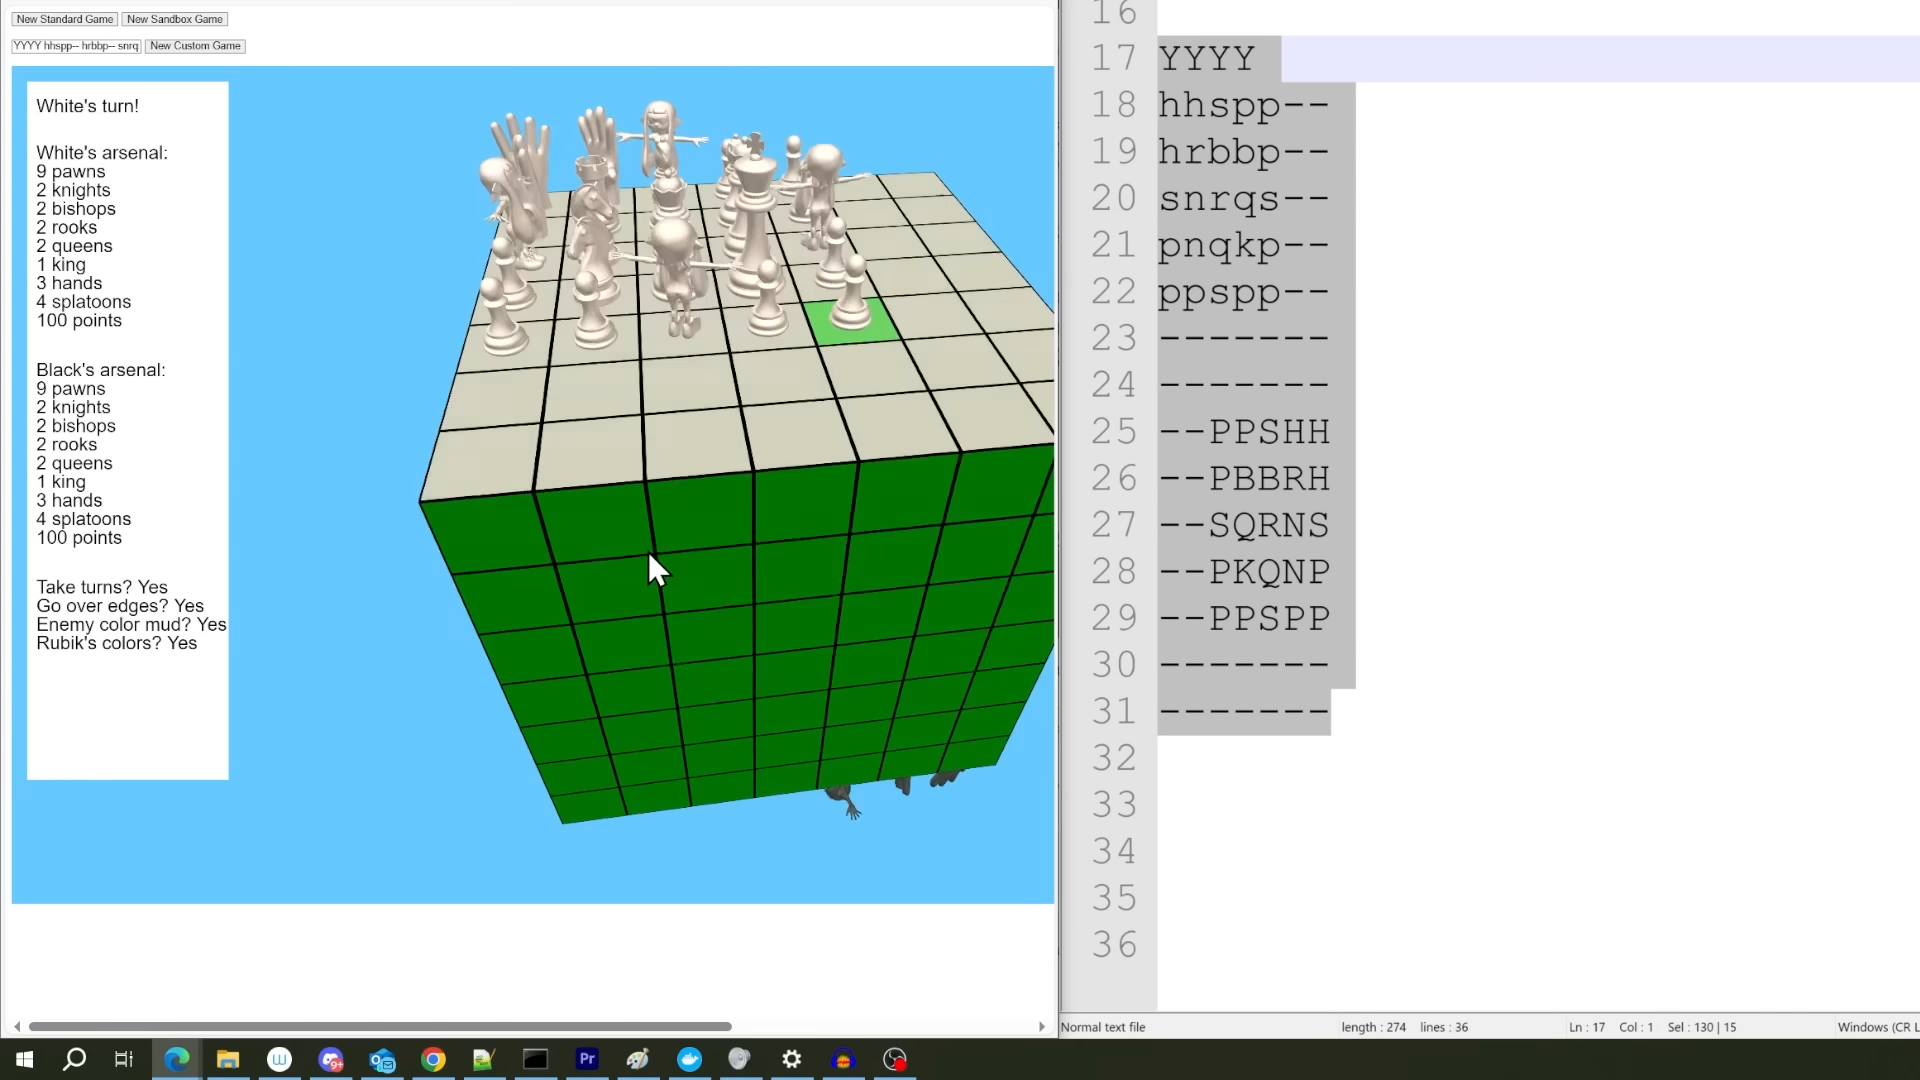 New Standard Game New Sandbox Game
YYYY hhspp-- hrbbp-- snrq New Custom Game
White's turn!
White's arsenal:
9 pawns
2 knights
2 bishops
2 rooks
2 queens
1 king
3 hands
4 splatoons
100 points
Black's arsenal:
9 pawns
2 knights
2 bishops
2 rooks
2 queens
1 king
3 hands
4 splatoons
100 points
Take turns? Yes
Go over edges? Yes
Enemy color mud? Yes
Rubik's colors? Yes
16
17 YYYY
18 hhspp--
19 hrbbp--
20 snrqs--
21 pnqkp--
22 ppspp--
23 -------
24 -------
25 --PPSHH
26 --PBBRH
27 --SQRNS
28 --PKQNP
29 --PPSPP
30 -------
31 -------
32
33
34
35
36
Normal text file length : 274 lines : 36 Ln : 17 Col : 1 Sel : 130 | 15 Windows (CR L
W 9+ Pr